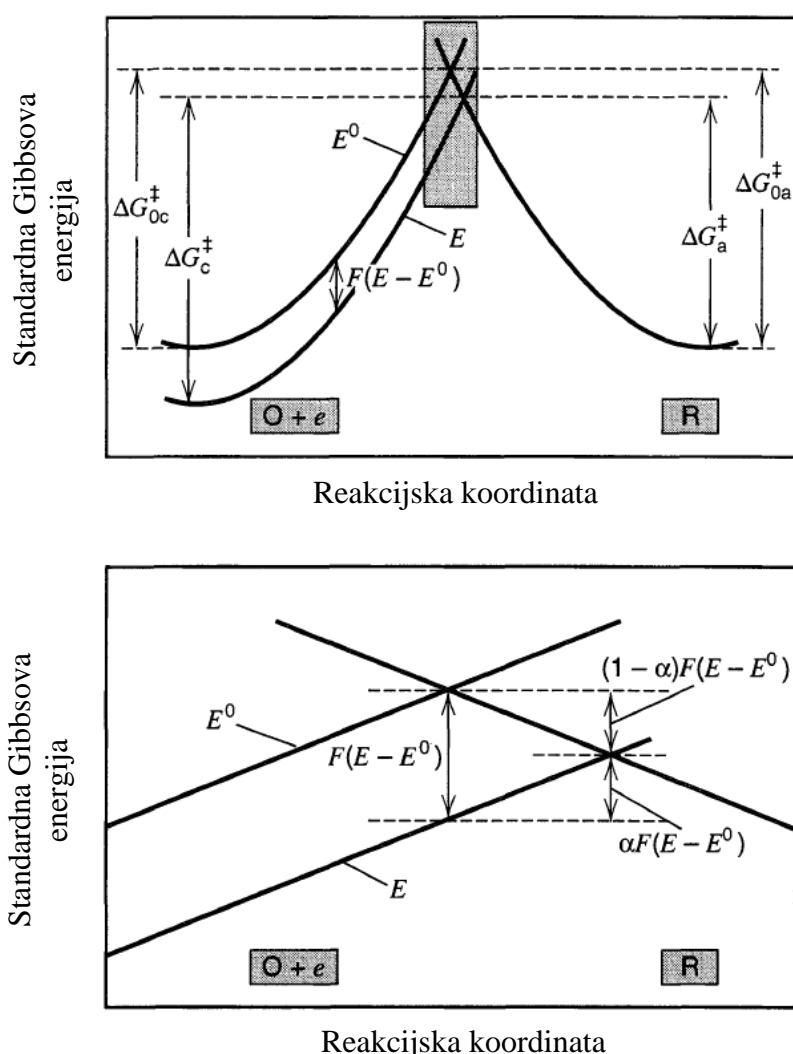 Standardna Gibbsova
energija
ΔG‡0c
ΔG‡c
E⁰
E
F(E − E⁰)
ΔG‡a
ΔG‡0a
O + e
R
Reakcijska koordinata
Standardna Gibbsova
energija
E⁰
F(E − E⁰)
E
(1 − α)F(E − E⁰)
αF(E − E⁰)
O + e
R
Reakcijska koordinata